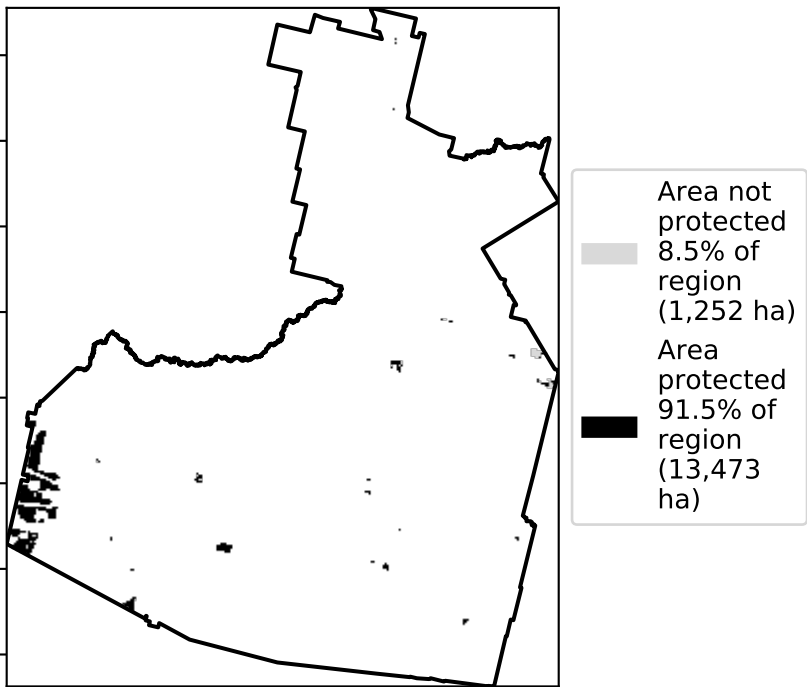 Area not
protected
8.5% of
region
(1,252 ha)
Area
protected
91.5% of
region
(13,473
ha)